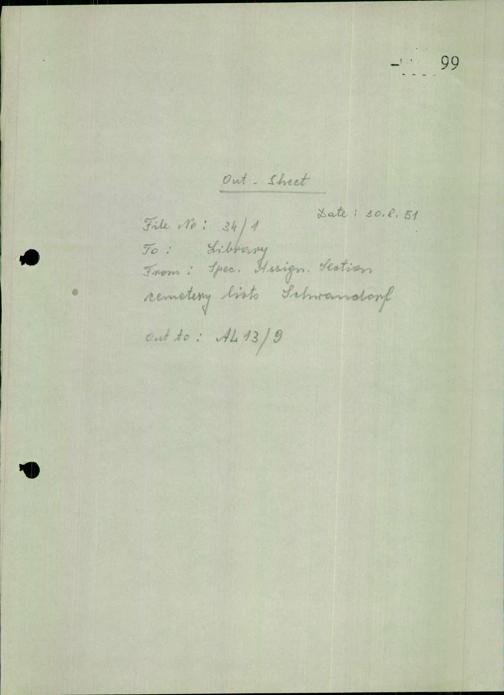 99
Out-Sheet
Date: 30.8.51
File No: 34/1
To: Library
From: Spec. Assign. Section
cemetery lists Schwandorf
Out to: AL 13/9